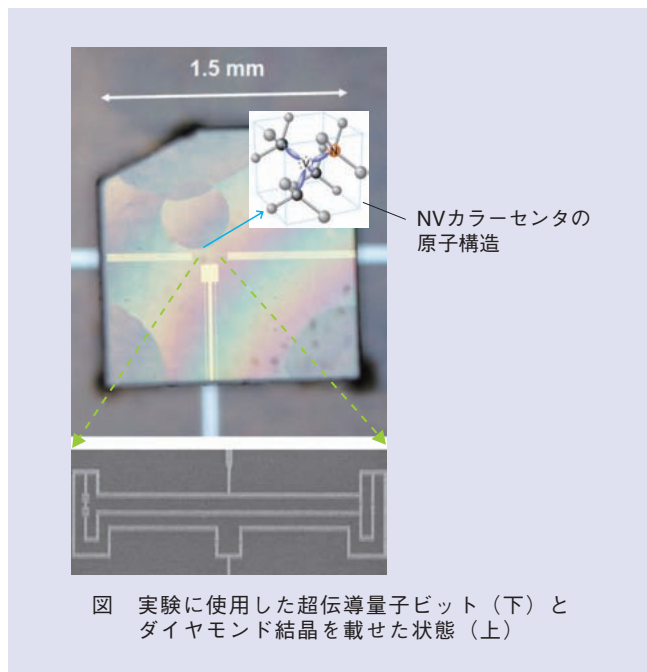 1.5 mm
V
N
NVカラーセンタの
原子構造
図 実験に使用した超伝導量子ビット（下）と
ダイヤモンド結晶を載せた状態（上）